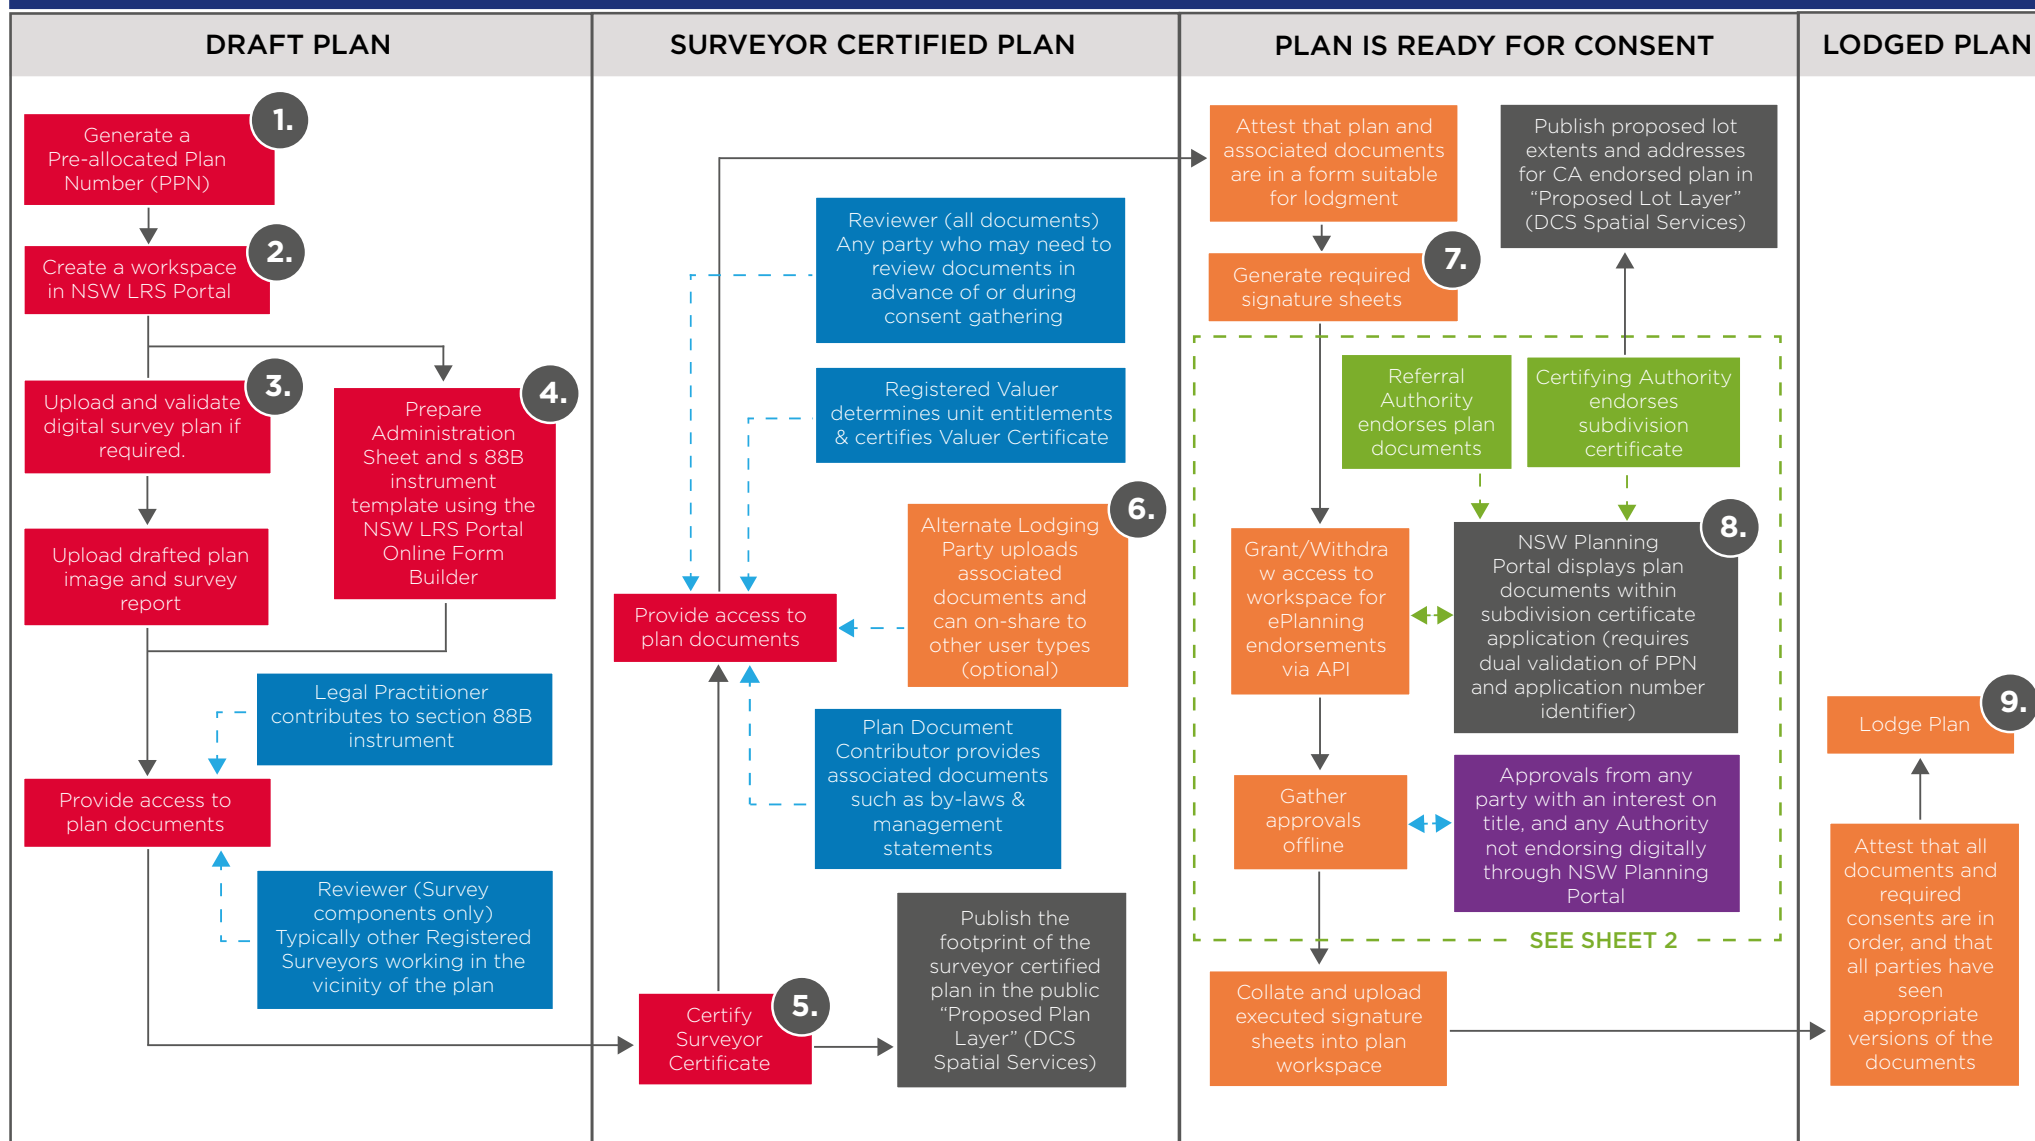 DRAFT PLAN
SURVEYOR CERTIFIED PLAN
PLAN IS READY FOR CONSENT
LODGED PLAN
1.
Generate a
Pre-allocated Plan
Number (PPN)
2.
Create a workspace
in NSW LRS Portal
3.
Upload and validate
digital survey plan if
required.
4.
Prepare
Administration
Sheet and s 88B
instrument
template using the
NSW LRS Portal
Online Form
Builder
Upload drafted plan
image and survey
report
Legal Practitioner
contributes to section 88B
instrument
Provide access to
plan documents
Reviewer (Survey
components only)
Typically other Registered
Surveyors working in the
vicinity of the plan
Reviewer (all documents)
Any party who may need to
review documents in
advance of or during
consent gathering
Registered Valuer
determines unit entitlements
& certifies Valuer Certificate
6.
Alternate Lodging
Party uploads
associated
documents and
can on-share to
other user types
(optional)
Provide access to
plan documents
Plan Document
Contributor provides
associated documents
such as by-laws &
management
statements
5.
Certify
Surveyor
Certificate
Publish the
footprint of the
surveyor certified
plan in the public
“Proposed Plan
Layer” (DCS
Spatial Services)
Attest that plan and
associated documents
are in a form suitable
for lodgment
Publish proposed lot
extents and addresses
for CA endorsed plan in
“Proposed Lot Layer”
(DCS Spatial Services)
7.
Generate required
signature sheets
Referral
Authority
endorses plan
documents
Certifying Authority
endorses
subdivision
certificate
Grant/Withdra
w access to
workspace for
ePlanning
endorsements
via API
8.
NSW Planning
Portal displays plan
documents within
subdivision certificate
application (requires
dual validation of PPN
and application number
identifier)
Gather
approvals
offline
Approvals from any
party with an interest on
title, and any Authority
not endorsing digitally
through NSW Planning
Portal
SEE SHEET 2
Collate and upload
executed signature
sheets into plan
workspace
9.
Lodge Plan
Attest that all
documents and
required
consents are in
order, and that
all parties have
seen
appropriate
versions of the
documents